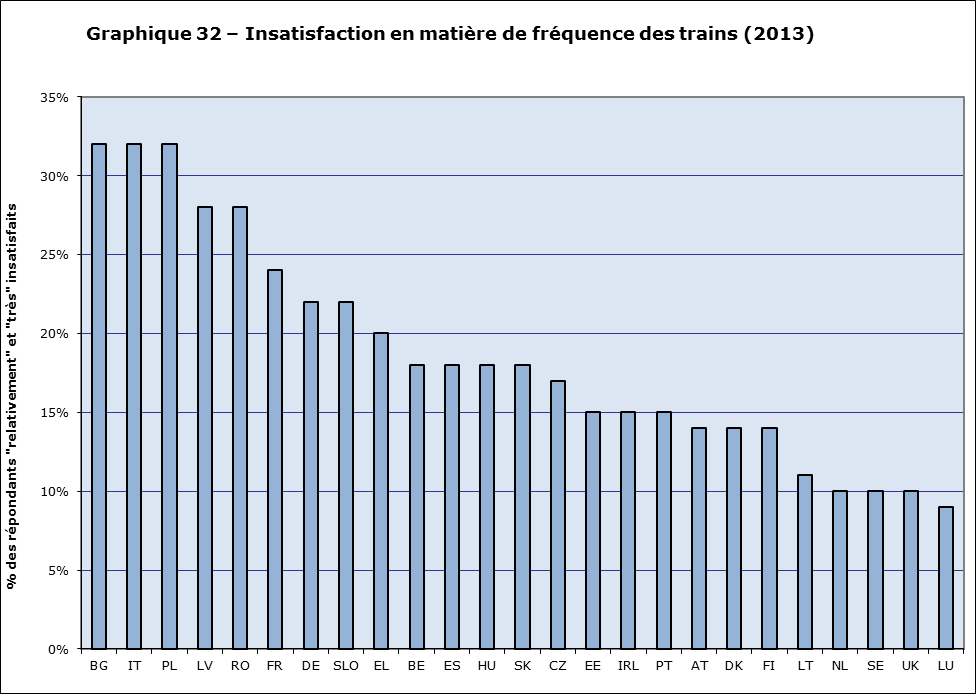 Graphique 32 – Insatisfaction en matière de fréquence des trains (2013)
% des répondants "relativement" et "très" insatisfaits
35%
30%
25%
20%
15%
10%
5%
0%
BG IT PL LV RO FR DE SLO EL BE ES HU SK CZ EE IRL PT AT DK FI LT NL SE UK LU